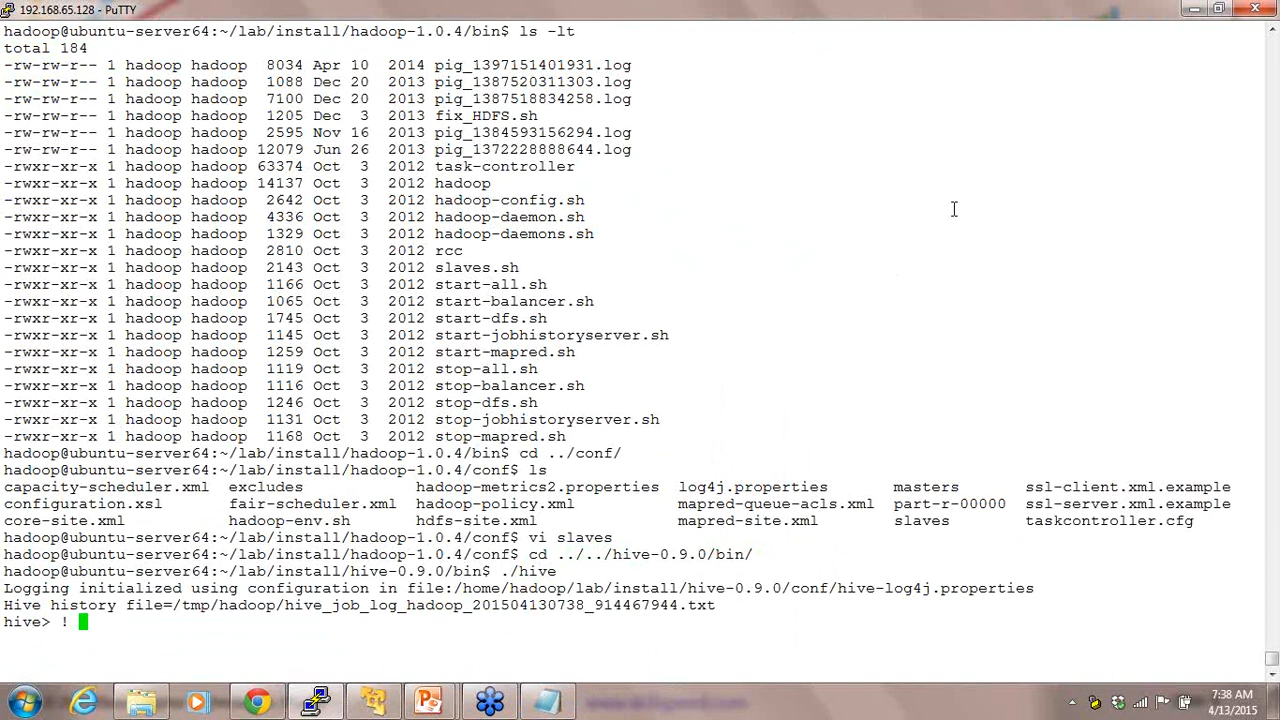 192.168.65.128 - PuTTY
hadoop@ubuntu-server64:~/lab/install/hadoop-1.0.4/bin$ ls -lt
total 184
-rw-rw-r-- 1 hadoop hadoop  8034 Apr 10  2014 pig_1397151401931.log
-rw-rw-r-- 1 hadoop hadoop  1088 Dec 20  2013 pig_1387520311303.log
-rw-rw-r-- 1 hadoop hadoop  7100 Dec 20  2013 pig_1387518834258.log
-rw-rw-r-- 1 hadoop hadoop  1205 Dec  3  2013 fix_HDFS.sh
-rw-rw-r-- 1 hadoop hadoop  2595 Nov 16  2013 pig_1384593156294.log
-rw-rw-r-- 1 hadoop hadoop 12079 Jun 26  2013 pig_1372228888644.log
-rwxr-xr-x 1 hadoop hadoop 63374 Oct  3  2012 task-controller
-rwxr-xr-x 1 hadoop hadoop 14137 Oct  3  2012 hadoop
-rwxr-xr-x 1 hadoop hadoop  2642 Oct  3  2012 hadoop-config.sh
-rwxr-xr-x 1 hadoop hadoop  4336 Oct  3  2012 hadoop-daemon.sh
-rwxr-xr-x 1 hadoop hadoop  1329 Oct  3  2012 hadoop-daemons.sh
-rwxr-xr-x 1 hadoop hadoop  2810 Oct  3  2012 rcc
-rwxr-xr-x 1 hadoop hadoop  2143 Oct  3  2012 slaves.sh
-rwxr-xr-x 1 hadoop hadoop  1166 Oct  3  2012 start-all.sh
-rwxr-xr-x 1 hadoop hadoop  1065 Oct  3  2012 start-balancer.sh
-rwxr-xr-x 1 hadoop hadoop  1745 Oct  3  2012 start-dfs.sh
-rwxr-xr-x 1 hadoop hadoop  1145 Oct  3  2012 start-jobhistoryserver.sh
-rwxr-xr-x 1 hadoop hadoop  1259 Oct  3  2012 start-mapred.sh
-rwxr-xr-x 1 hadoop hadoop  1119 Oct  3  2012 stop-all.sh
-rwxr-xr-x 1 hadoop hadoop  1116 Oct  3  2012 stop-balancer.sh
-rwxr-xr-x 1 hadoop hadoop  1246 Oct  3  2012 stop-dfs.sh
-rwxr-xr-x 1 hadoop hadoop  1131 Oct  3  2012 stop-jobhistoryserver.sh
-rwxr-xr-x 1 hadoop hadoop  1168 Oct  3  2012 stop-mapred.sh
hadoop@ubuntu-server64:~/lab/install/hadoop-1.0.4/bin$ cd ../conf/
hadoop@ubuntu-server64:~/lab/install/hadoop-1.0.4/conf$ ls
capacity-scheduler.xml  excludes            hadoop-metrics2.properties  log4j.properties        masters       ssl-client.xml.example
configuration.xsl       fair-scheduler.xml  hadoop-policy.xml           mapred-queue-acls.xml  part-r-00000  ssl-server.xml.example
core-site.xml           hadoop-env.sh       hdfs-site.xml               mapred-site.xml        slaves        taskcontroller.cfg
hadoop@ubuntu-server64:~/lab/install/hadoop-1.0.4/conf$ vi slaves
hadoop@ubuntu-server64:~/lab/install/hadoop-1.0.4/conf$ cd ../../hive-0.9.0/bin/
hadoop@ubuntu-server64:~/lab/install/hive-0.9.0/bin$ ./hive
Logging initialized using configuration in file:/home/hadoop/lab/install/hive-0.9.0/conf/hive-log4j.properties
Hive history file=/tmp/hadoop/hive_job_log_hadoop_201504130738_914467944.txt
hive> !
7:38 AM
4/13/2015